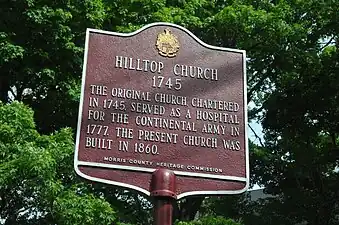 HILLTOP CHURCH
1745
THE ORIGINAL CHURCH CHARTERED
IN 1745 SERVED AS A HOSPITAL
FOR THE CONTINENTAL ARMY IN
1777. THE PRESENT CHURCH WAS
BUILT IN 1860.
MORRIS COUNTY HERITAGE COMMISSION